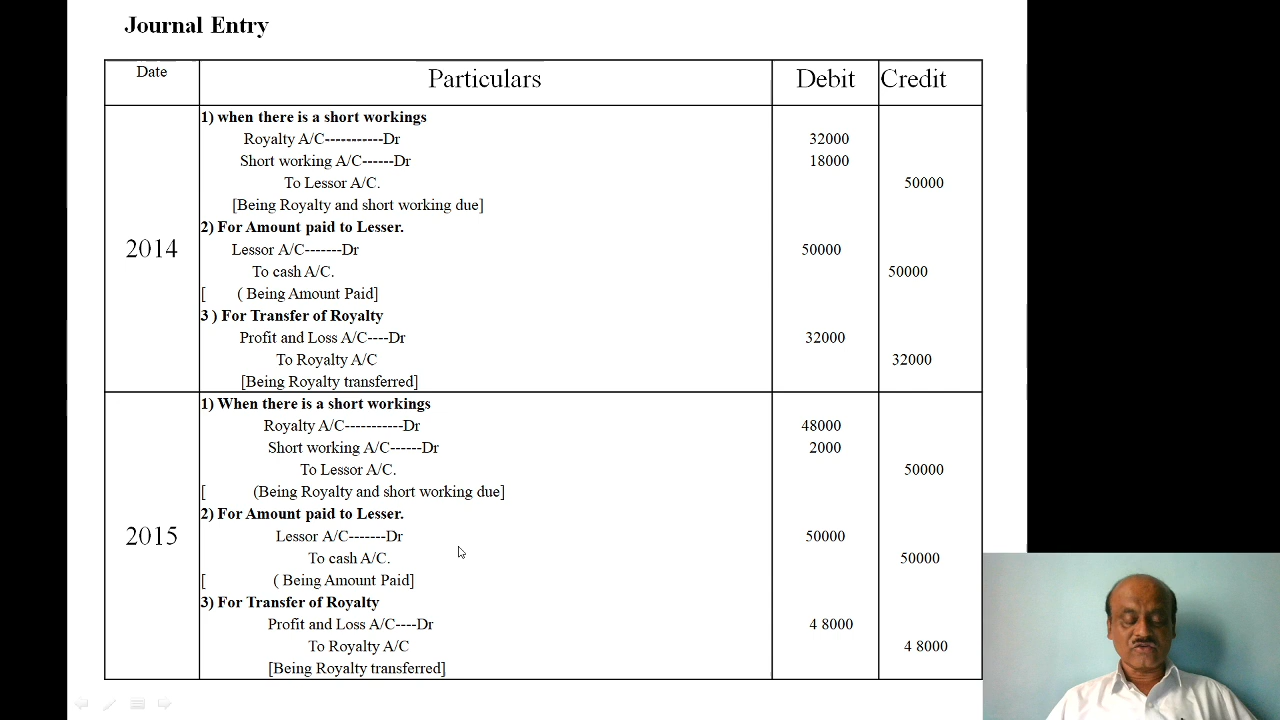 Journal Entry
Date Particulars Debit Credit
1) when there is a short workings
Royalty A/C-----------Dr 32000
Short working A/C------Dr 18000
To Lessor A/C. 50000
[Being Royalty and short working due]
2) For Amount paid to Lesser.
2014
Lessor A/C-------Dr 50000
To cash A/C. 50000
[ ( Being Amount Paid]
3 ) For Transfer of Royalty
Profit and Loss A/C----Dr 32000
To Royalty A/C 32000
[Being Royalty transferred]
1) When there is a short workings
Royalty A/C-----------Dr 48000
Short working A/C------Dr 2000
To Lessor A/C. 50000
[ (Being Royalty and short working due]
2) For Amount paid to Lesser.
2015
Lessor A/C-------Dr 50000
To cash A/C. 50000
[ ( Being Amount Paid]
3) For Transfer of Royalty
Profit and Loss A/C----Dr 4 8000
To Royalty A/C 4 8000
[Being Royalty transferred]